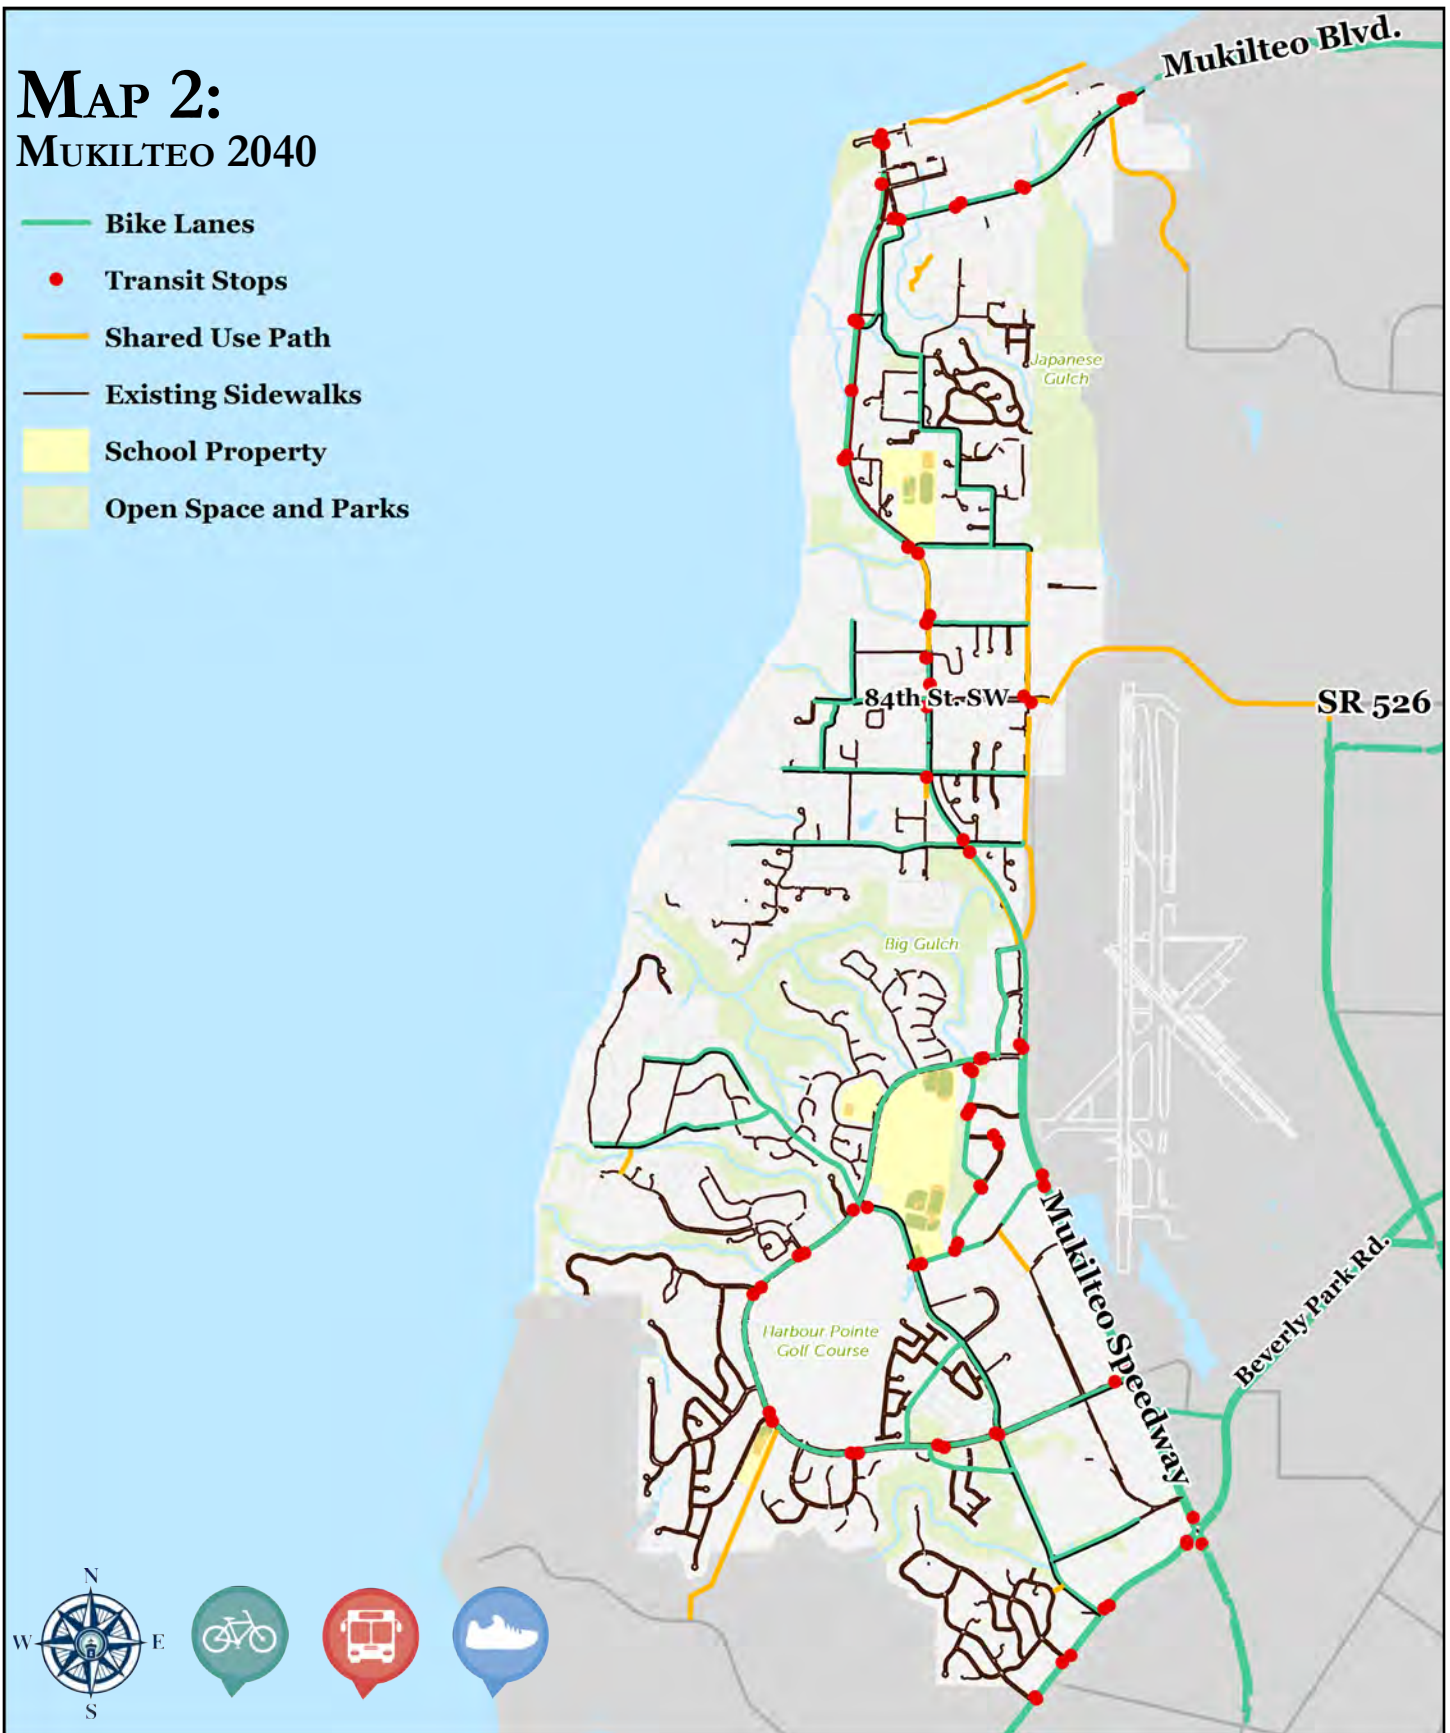 MAP 2:
MUKILTEO 2040
Bike Lanes
Transit Stops
Shared Use Path
Existing Sidewalks
School Property
Open Space and Parks
Mukilteo Blvd.
Japanese
Gulch
84th St. SW
SR 526
Big Gulch
Mukilteo Speedway
Beverly Park Rd.
Harbour Pointe
Golf Course
N
W
E
S